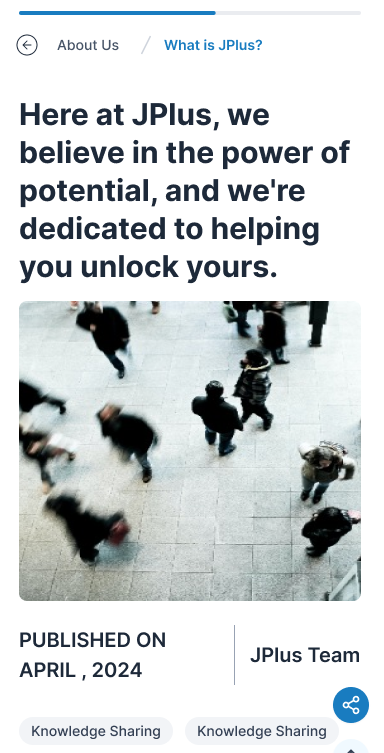 About Us / What is JPlus?
Here at JPlus, we
believe in the power of
potential, and we're
dedicated to helping
you unlock yours.
PUBLISHED ON
APRIL , 2024
JPlus Team
Knowledge Sharing
Knowledge Sharing